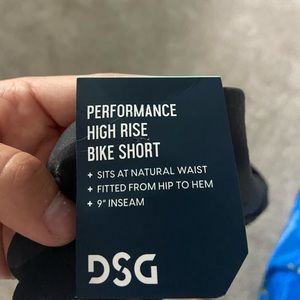 PERFORMANCE
HIGH RISE
BIKE SHORT
+ SITS AT NATURAL WAIST
+ FITTED FROM HIP TO HEM
+ 9" INSEAM
DSG